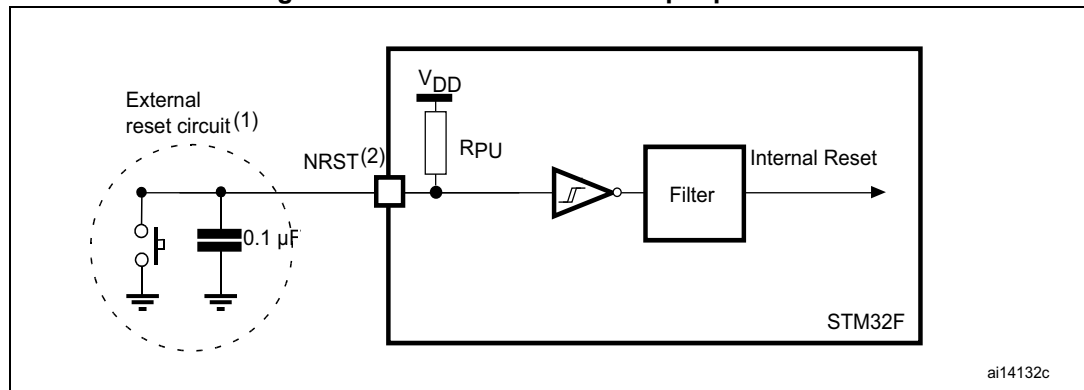 VDD
External
reset circuit(1)
NRST(2)
RPU
Internal Reset
Filter
0.1 μF
STM32F
ai14132c